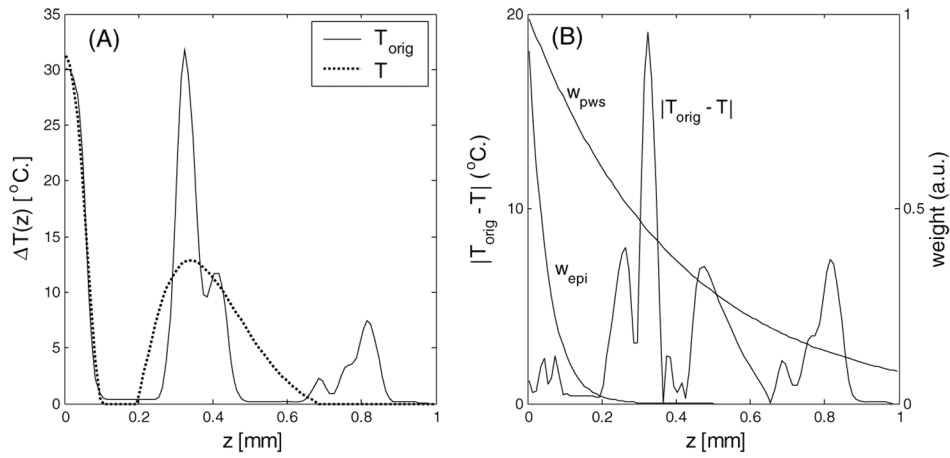 (A)
T_orig
T
ΔT(z) [°C.]
35
30
25
20
15
10
5
0
0
0.2
0.4
0.6
0.8
1
z [mm]
(B)
w_pws
|T_orig - T|
w_epi
|T_orig - T| (°C.)
20
10
0
0
0.2
0.4
0.6
0.8
z [mm]
1
0.5
0
weight (a.u.)